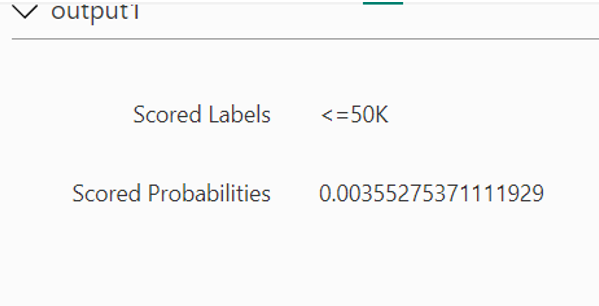 output1
Scored Labels <=50K
Scored Probabilities 0.00355275371111929